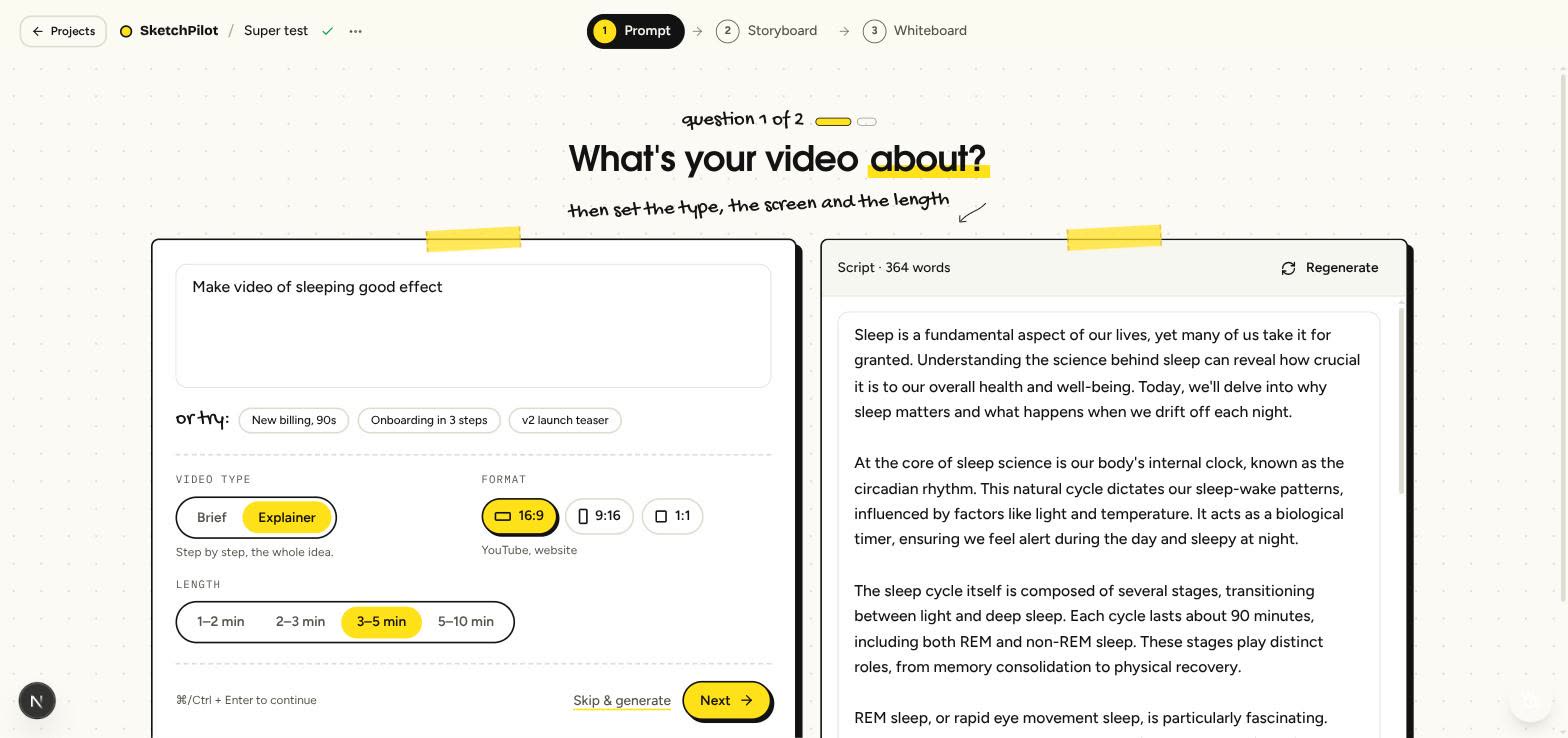 Projects
SketchPilot / Super test
1 Prompt
2 Storyboard
3 Whiteboard
question 1 of 2
What's your video about?
then set the type, the screen and the length
Make video of sleeping good effect
or try:
New billing, 90s
Onboarding in 3 steps
v2 launch teaser
VIDEO TYPE
Brief
Explainer
Step by step, the whole idea.
FORMAT
16:9
9:16
1:1
YouTube, website
LENGTH
1–2 min
2–3 min
3–5 min
5–10 min
⌘/Ctrl + Enter to continue
Skip & generate
Next
N
Script · 364 words
Regenerate
Sleep is a fundamental aspect of our lives, yet many of us take it for
granted. Understanding the science behind sleep can reveal how crucial
it is to our overall health and well-being. Today, we'll delve into why
sleep matters and what happens when we drift off each night.
At the core of sleep science is our body's internal clock, known as the
circadian rhythm. This natural cycle dictates our sleep-wake patterns,
influenced by factors like light and temperature. It acts as a biological
timer, ensuring we feel alert during the day and sleepy at night.
The sleep cycle itself is composed of several stages, transitioning
between light and deep sleep. Each cycle lasts about 90 minutes,
including both REM and non-REM sleep. These stages play distinct
roles, from memory consolidation to physical recovery.
REM sleep, or rapid eye movement sleep, is particularly fascinating.